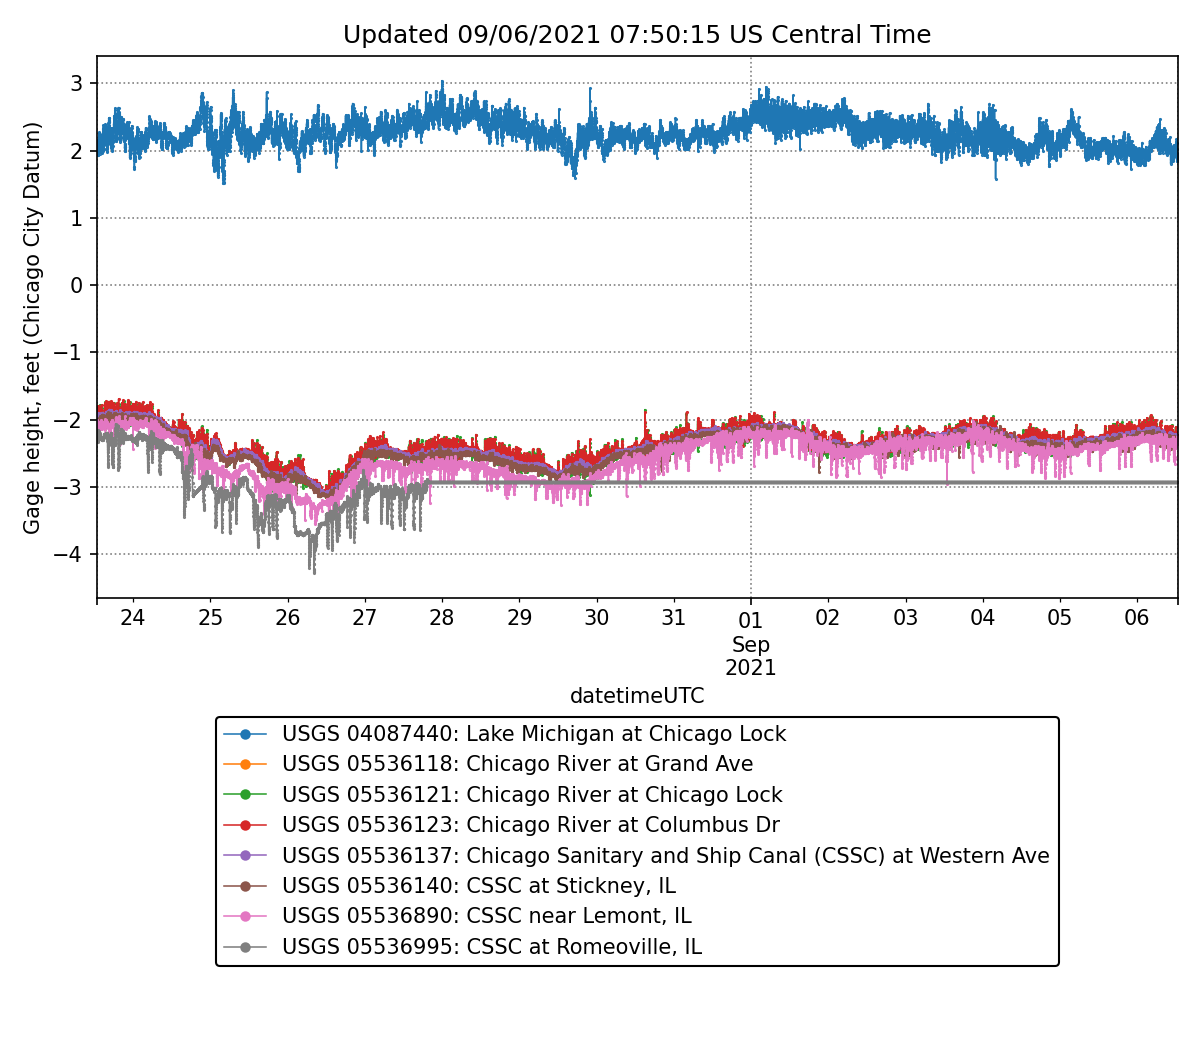 Updated 09/06/2021 07:50:15 US Central Time
Gage height, feet (Chicago City Datum)
3
2
1
0
−1
−2
−3
−4
24 25 26 27 28 29 30 31 01 02 03 04 05 06
Sep
2021
datetimeUTC
USGS 04087440: Lake Michigan at Chicago Lock
USGS 05536118: Chicago River at Grand Ave
USGS 05536121: Chicago River at Chicago Lock
USGS 05536123: Chicago River at Columbus Dr
USGS 05536137: Chicago Sanitary and Ship Canal (CSSC) at Western Ave
USGS 05536140: CSSC at Stickney, IL
USGS 05536890: CSSC near Lemont, IL
USGS 05536995: CSSC at Romeoville, IL